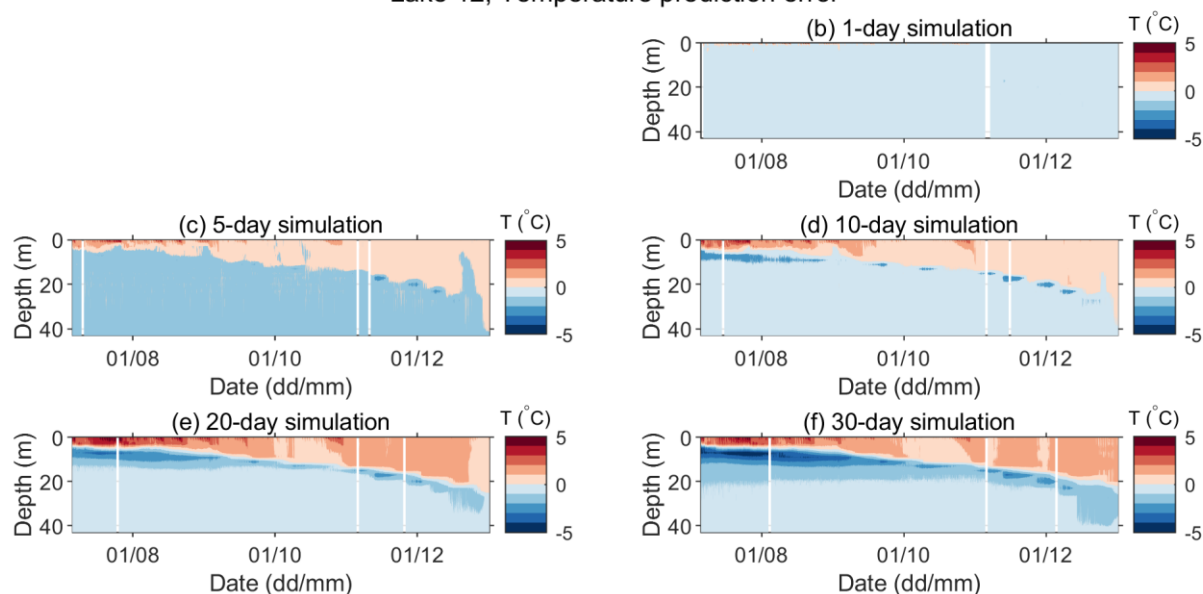 (b) 1-day simulation
T (°C)
Depth (m)
0
20
40
5
0
-5
01/08
01/10
01/12
Date (dd/mm)
(c) 5-day simulation
T (°C)
Depth (m)
0
20
40
5
0
-5
01/08
01/10
01/12
Date (dd/mm)
(d) 10-day simulation
T (°C)
Depth (m)
0
20
40
5
0
-5
01/08
01/10
01/12
Date (dd/mm)
(e) 20-day simulation
T (°C)
Depth (m)
0
20
40
5
0
-5
01/08
01/10
01/12
Date (dd/mm)
(f) 30-day simulation
T (°C)
Depth (m)
0
20
40
5
0
-5
01/08
01/10
01/12
Date (dd/mm)